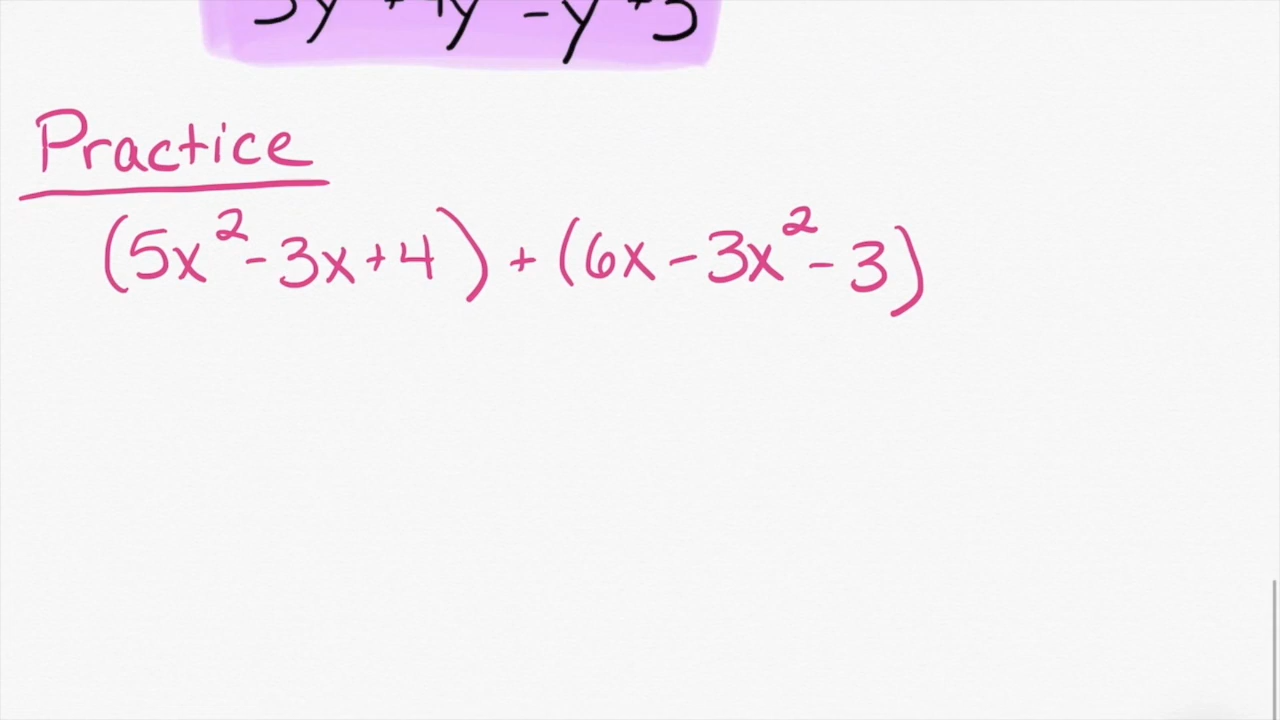 Practice
(5x² - 3x + 4) + (6x - 3x² - 3)